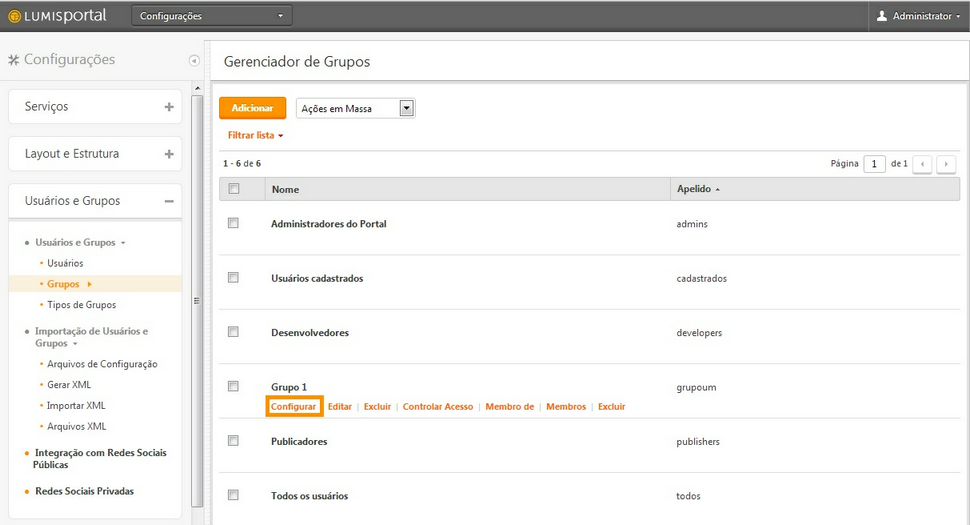 LUMISPORTAL
Configurações
Administrator
Configurações
Serviços
Layout e Estrutura
Usuários e Grupos
Usuários e Grupos
Usuários
Grupos
Tipos de Grupos
Importação de Usuários e
Grupos
Arquivos de Configuração
Gerar XML
Importar XML
Arquivos XML
Integração com Redes Sociais
Públicas
Redes Sociais Privadas
Gerenciador de Grupos
Adicionar
Ações em Massa
Filtrar lista
1 - 6 de 6
Página 1 de 1
Nome Apelido
Administradores do Portal admins
Usuários cadastrados cadastrados
Desenvolvedores developers
Grupo 1 grupoum
Configurar | Editar | Excluir | Controlar Acesso | Membro de | Membros | Excluir
Publicadores publishers
Todos os usuários todos